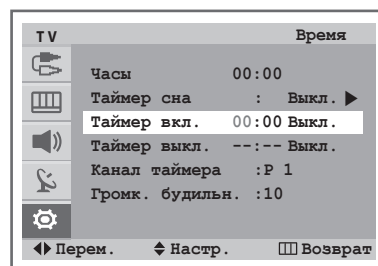 TV Время
Часы 00:00
Таймер сна : Выкл.
Таймер вкл. 00:00 Выкл.
Таймер выкл. --:-- Выкл.
Канал таймера :P 1
Громк. будильн. :10
Перем. Настр. Возврат